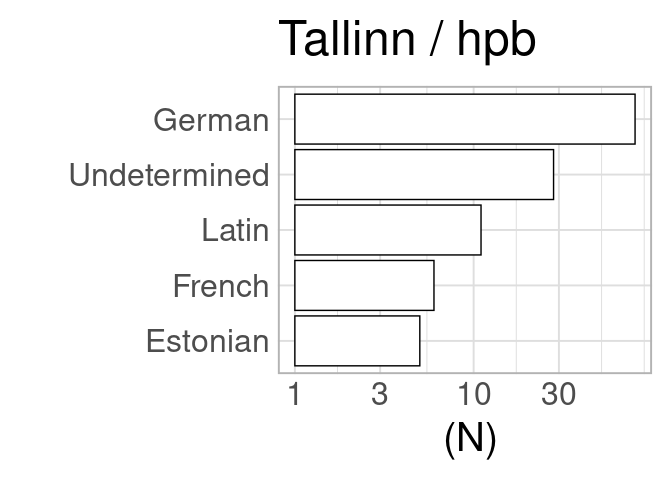 Tallinn / hpb
German
Undetermined
Latin
French
Estonian
1 3 10 30
(N)